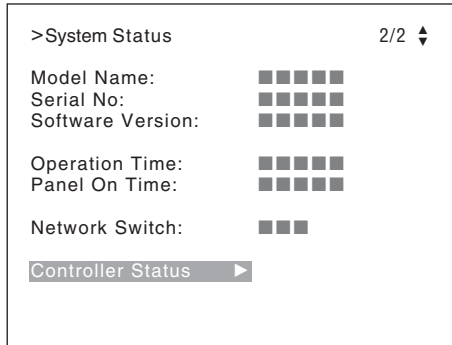 >System Status 2/2
Model Name: ■■■■■
Serial No: ■■■■■
Software Version: ■■■■■
Operation Time: ■■■■■
Panel On Time: ■■■■■
Network Switch: ■■■
Controller Status ►